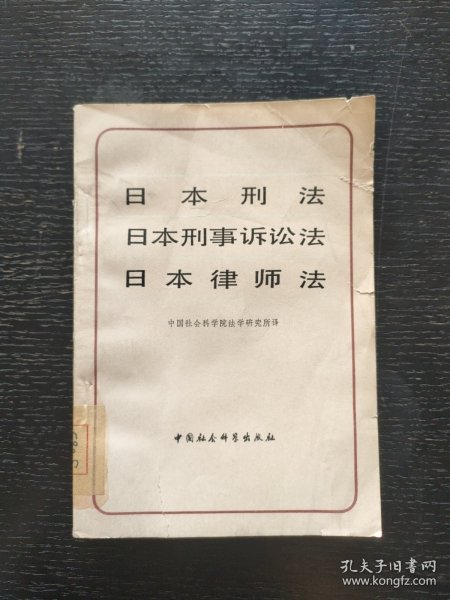 日本刑法
日本刑事诉讼法
日本律师法
中国社会科学院法学研究所译
中国社会科学出版社
孔夫子旧书网
www.kongfz.com